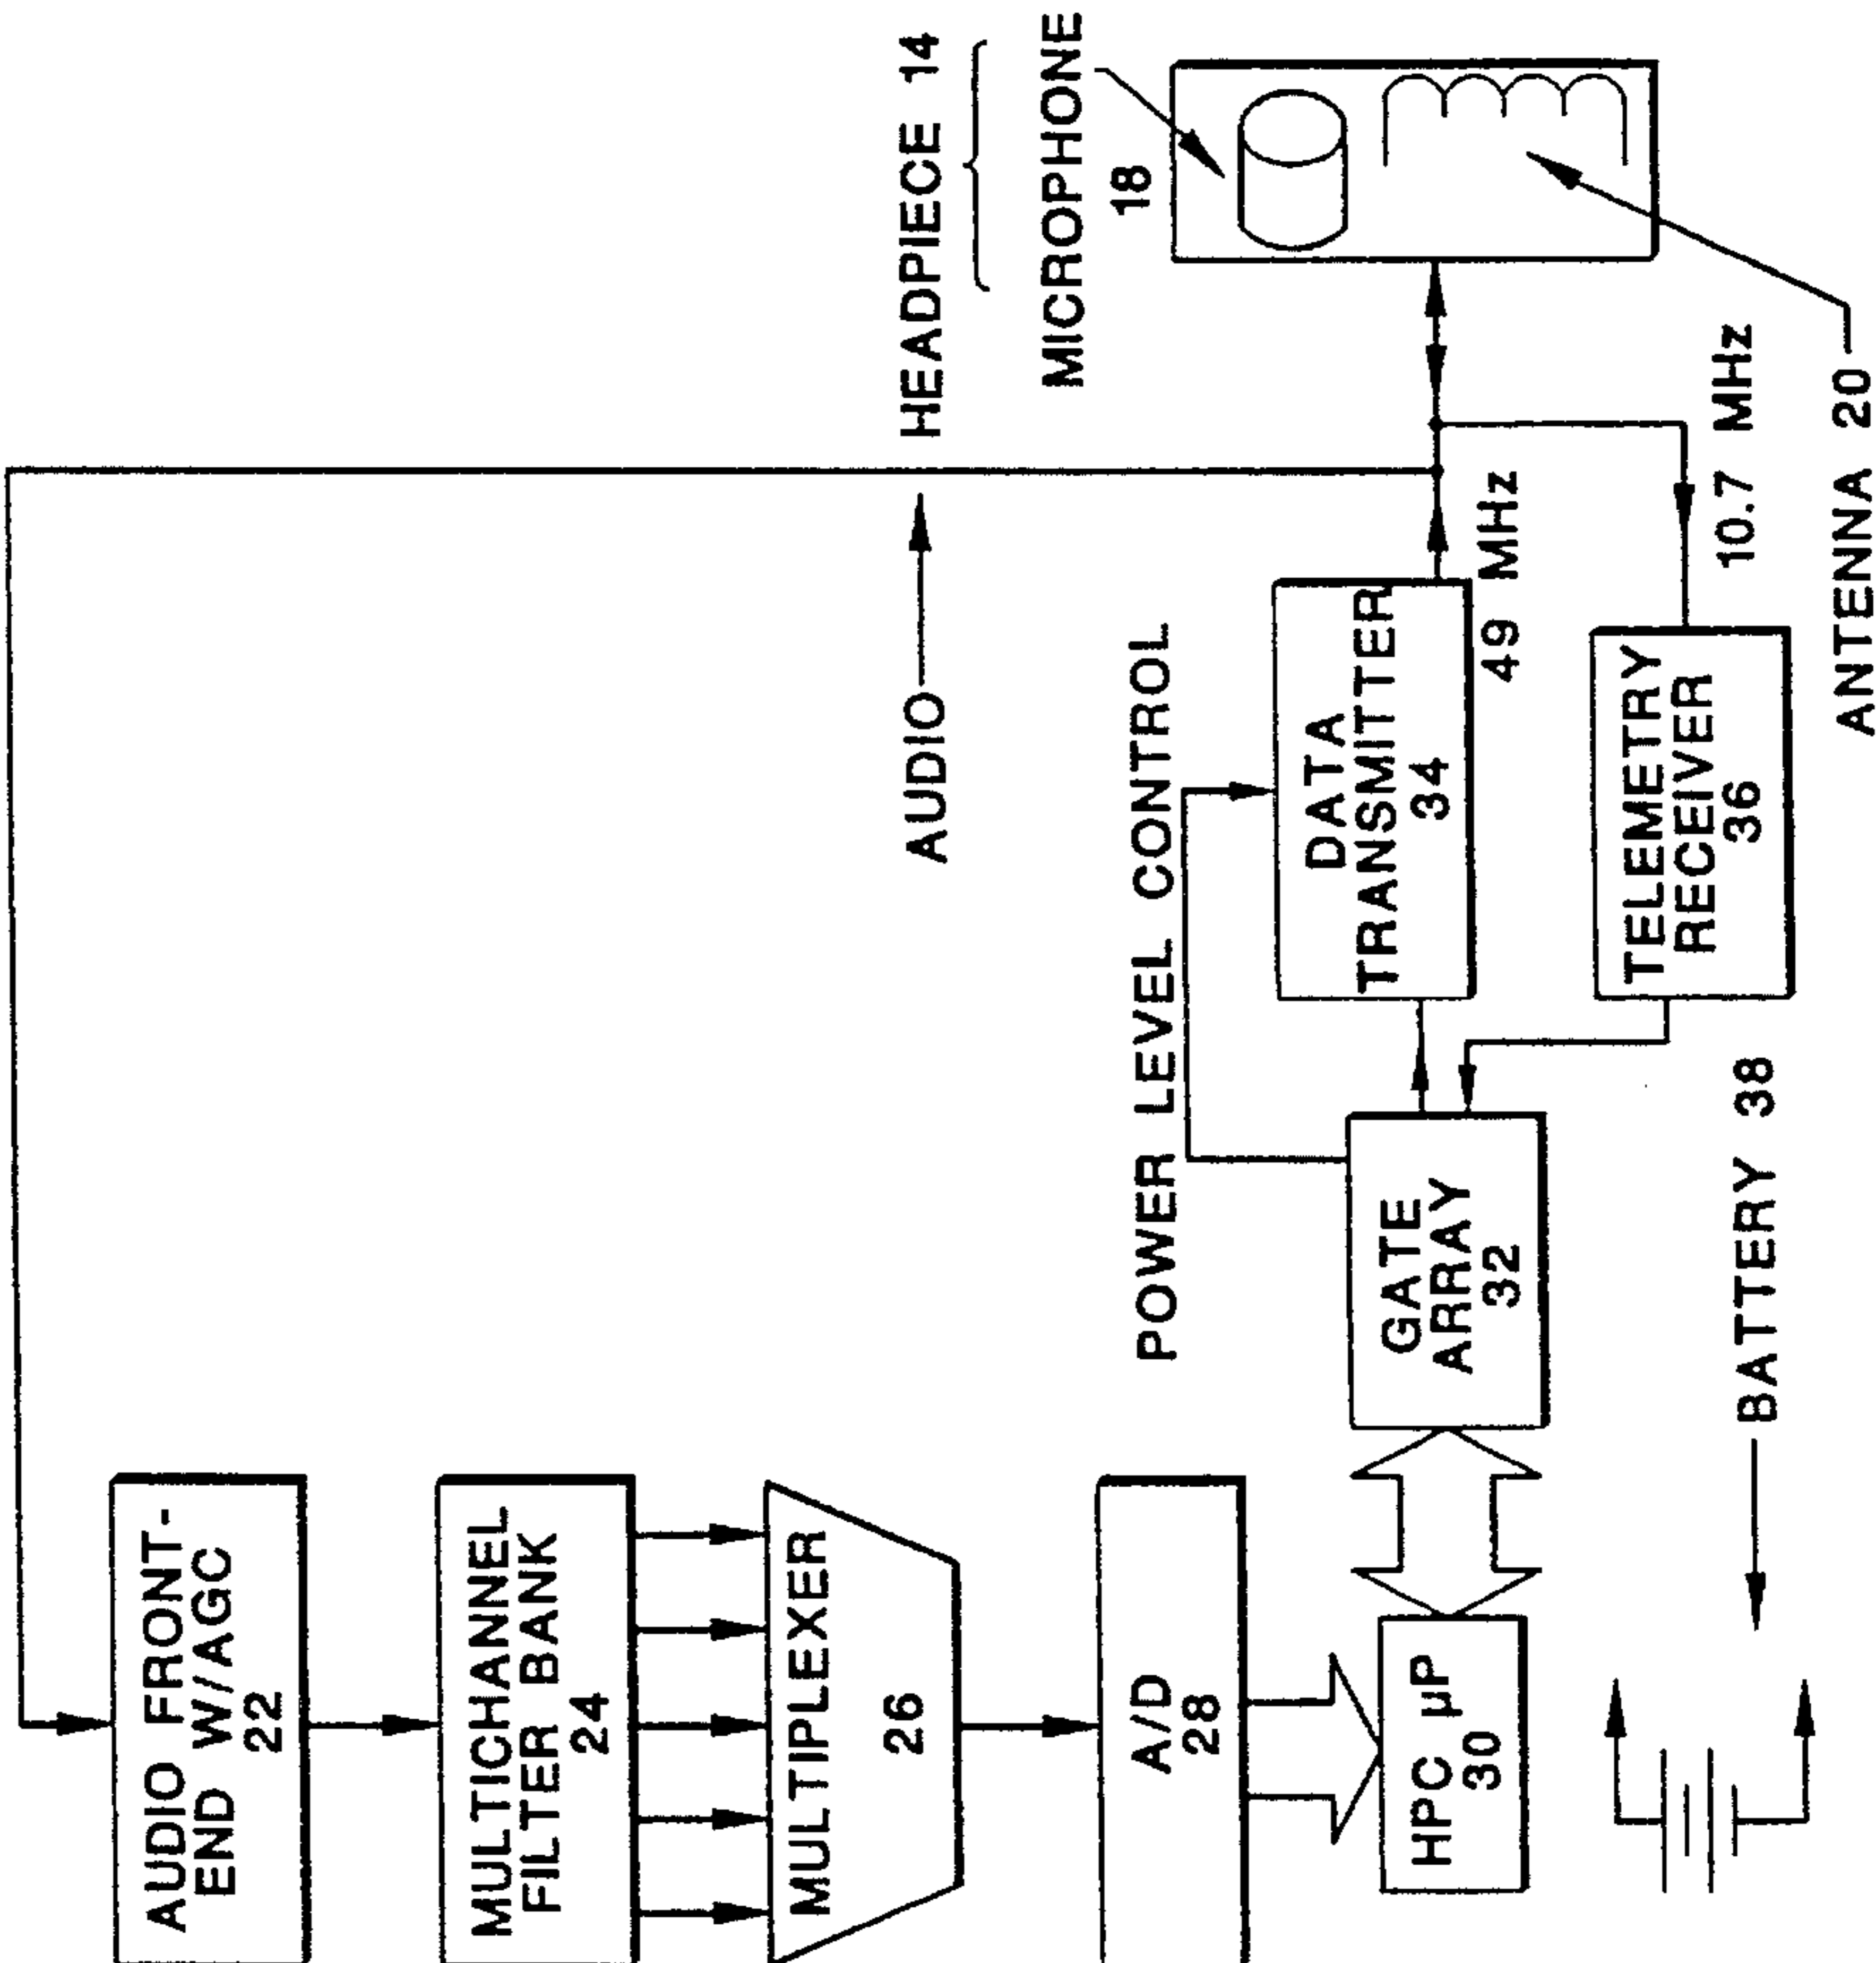 AUDIO FRONT-
END W/AGC
22
MULTICHANNEL
FILTER BANK
24
MULTIPLEXER
26
A/D
28
HPC µP
30
GATE
ARRAY
32
POWER LEVEL CONTROL
DATA
TRANSMITTER
34
49 MHz
TELEMETRY
RECEIVER
36
10.7 MHz
AUDIO
HEADPIECE 14
MICROPHONE
18
ANTENNA 20
BATTERY 38